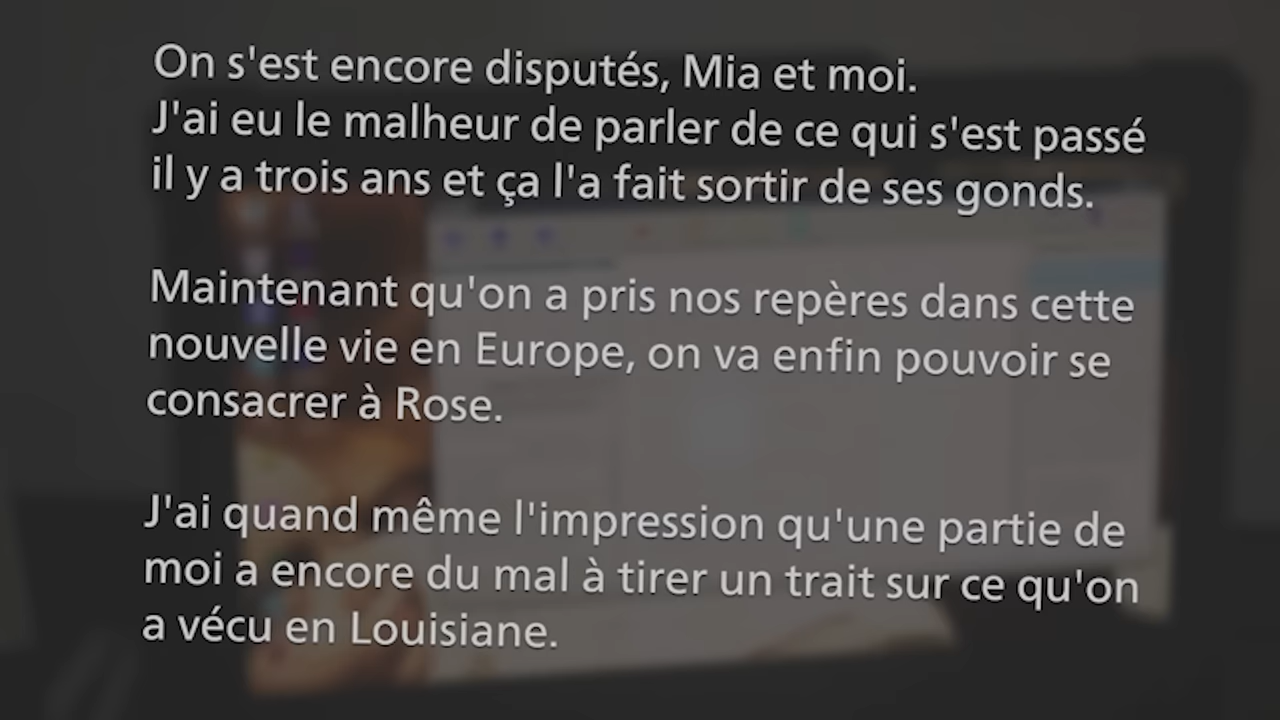 On s'est encore disputés, Mia et moi.
J'ai eu le malheur de parler de ce qui s'est passé
il y a trois ans et ça l'a fait sortir de ses gonds.
Maintenant qu'on a pris nos repères dans cette
nouvelle vie en Europe, on va enfin pouvoir se
consacrer à Rose.
J'ai quand même l'impression qu'une partie de
moi a encore du mal à tirer un trait sur ce qu'on
a vécu en Louisiane.